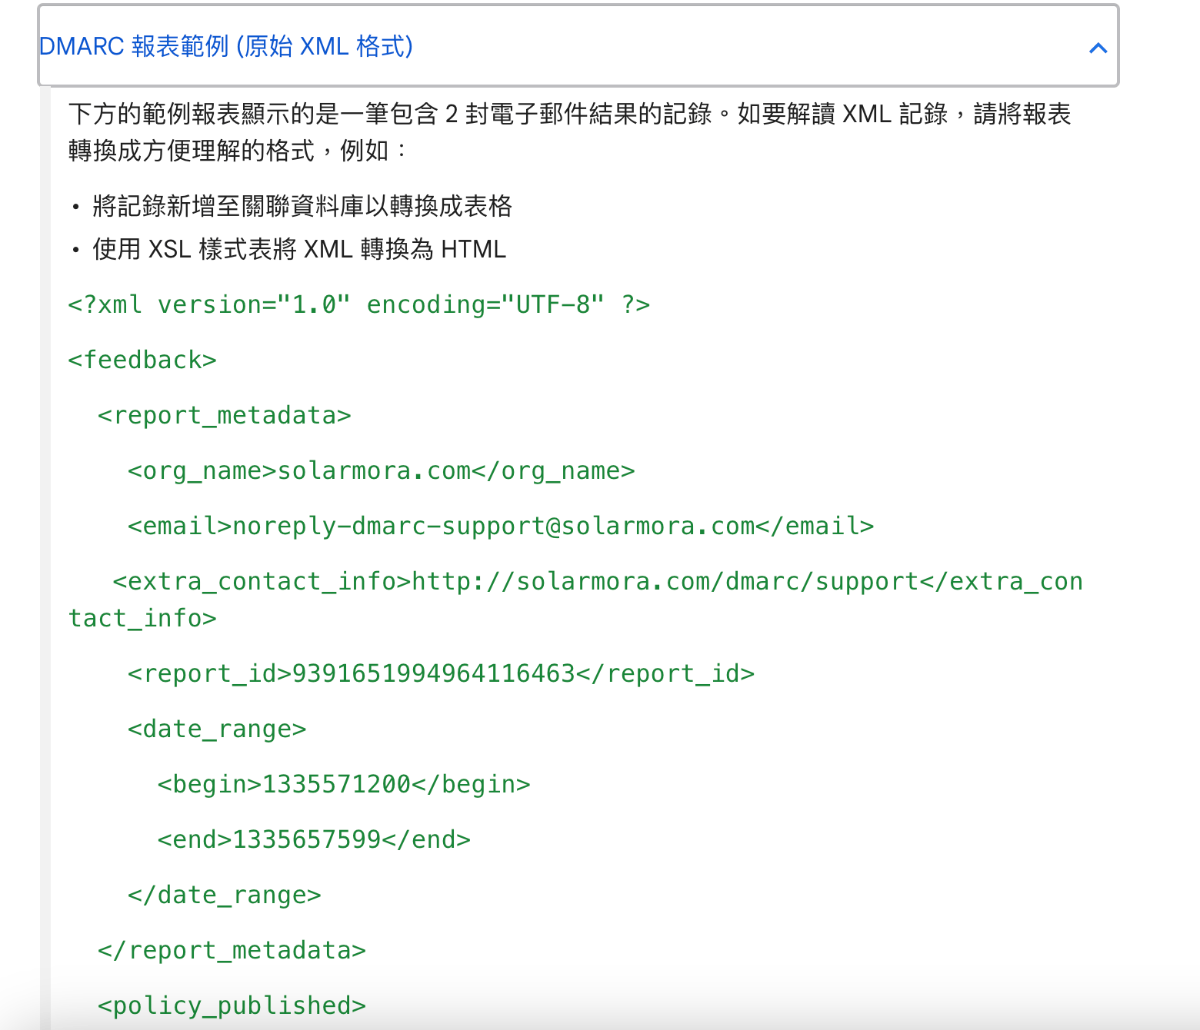 DMARC 報表範例 (原始 XML 格式)
下方的範例報表顯示的是一筆包含 2 封電子郵件結果的記錄。如要解讀 XML 記錄，請將報表
轉換成方便理解的格式，例如：
• 將記錄新增至關聯資料庫以轉換成表格
• 使用 XSL 樣式表將 XML 轉換為 HTML
<?xml version="1.0" encoding="UTF-8" ?>
<feedback>
<report_metadata>
<org_name>solarmora.com</org_name>
<email>noreply-dmarc-support@solarmora.com</email>
<extra_contact_info>http://solarmora.com/dmarc/support</extra_con
tact_info>
<report_id>9391651994964116463</report_id>
<date_range>
<begin>1335571200</begin>
<end>1335657599</end>
</date_range>
</report_metadata>
<policy_published>